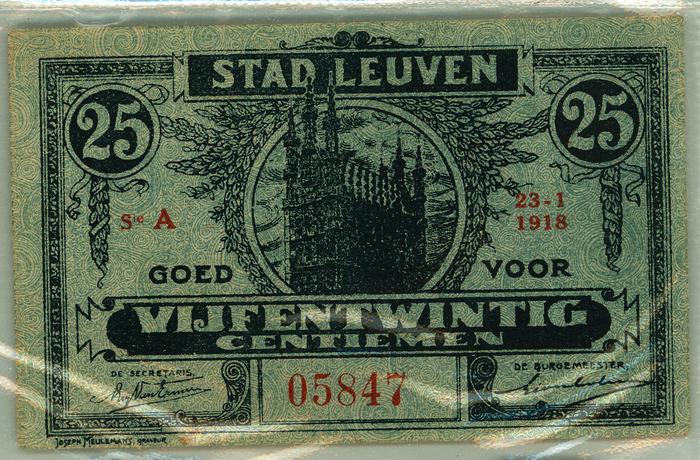 STAD LEUVEN
25 25
Sie A
23-1
1918
GOED VOOR
VIJFENTWINTIG
CENTIEMEN
DE SECRETARIS,
DE BURGEMEESTER,
05847
JOSEPH MEULEMANS, GRAVEUR